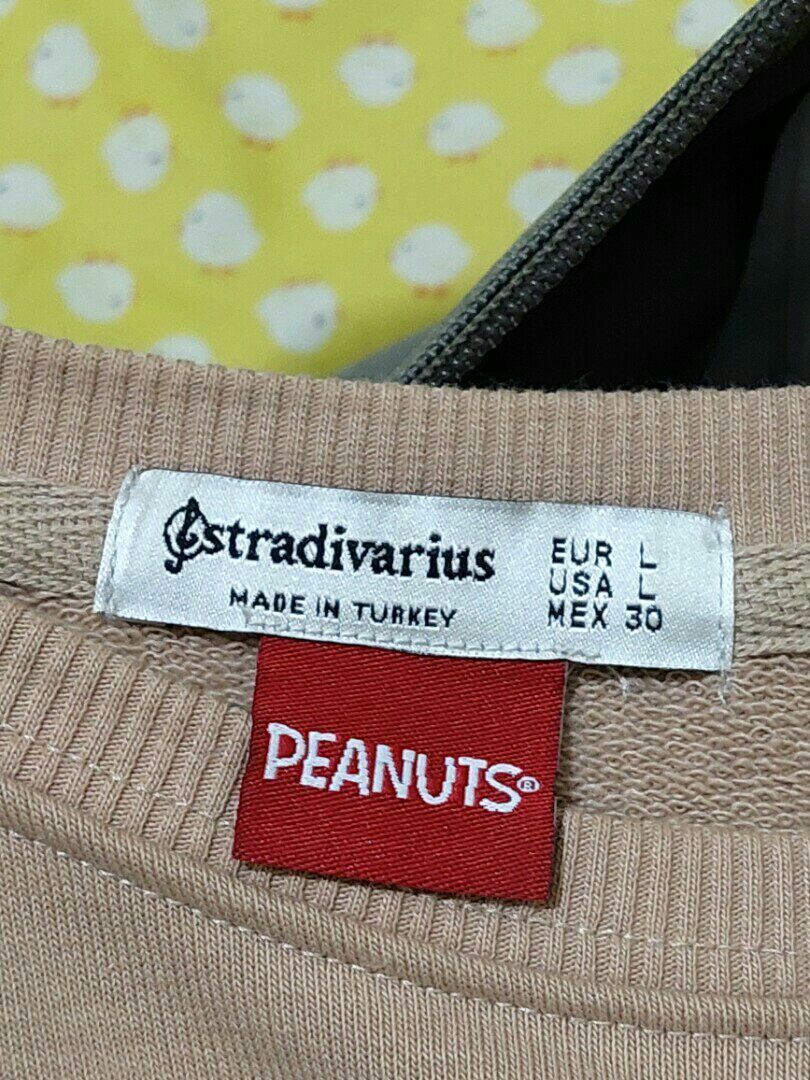 stradivarius
MADE IN TURKEY
EUR L
USA L
MEX 30
PEANUTS®